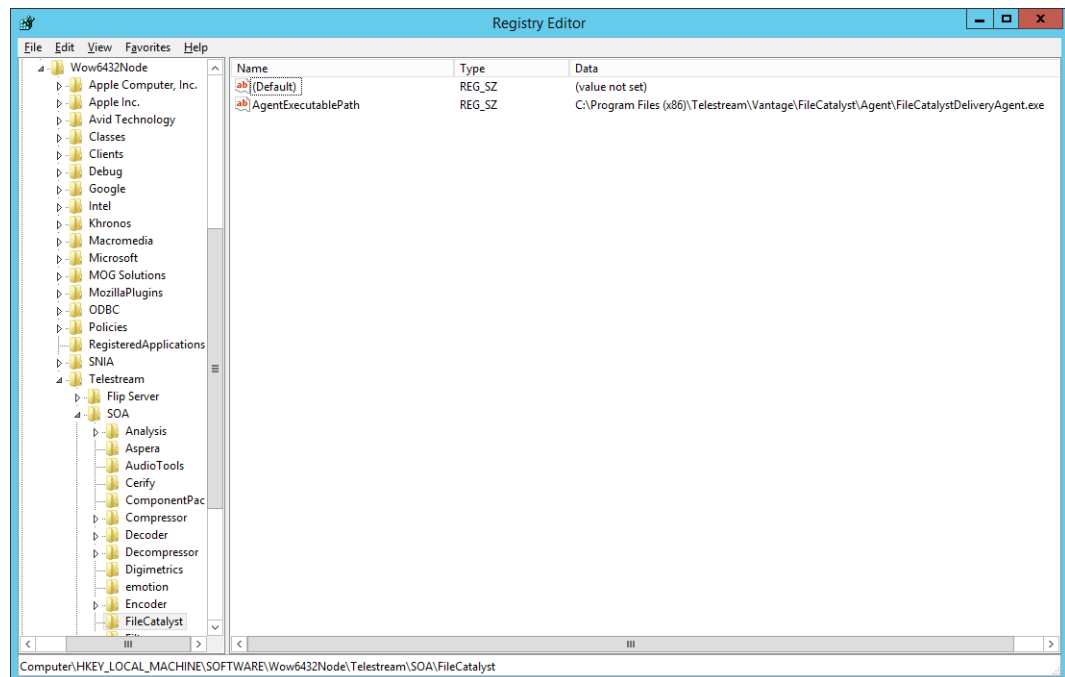 Registry Editor
File Edit View Favorites Help
Wow6432Node
Apple Computer, Inc.
Apple Inc.
Avid Technology
Classes
Clients
Debug
Google
Intel
Khronos
Macromedia
Microsoft
MOG Solutions
MozillaPlugins
ODBC
Policies
RegisteredApplications
SNIA
Telestream
Flip Server
SOA
Analysis
Aspera
AudioTools
Cerify
ComponentPac
Compressor
Decoder
Decompressor
Digimetrics
emotion
Encoder
FileCatalyst
Name Type Data
ab (Default) REG_SZ (value not set)
ab AgentExecutablePath REG_SZ C:\Program Files (x86)\Telestream\Vantage\FileCatalyst\Agent\FileCatalystDeliveryAgent.exe
Computer\HKEY_LOCAL_MACHINE\SOFTWARE\Wow6432Node\Telestream\SOA\FileCatalyst